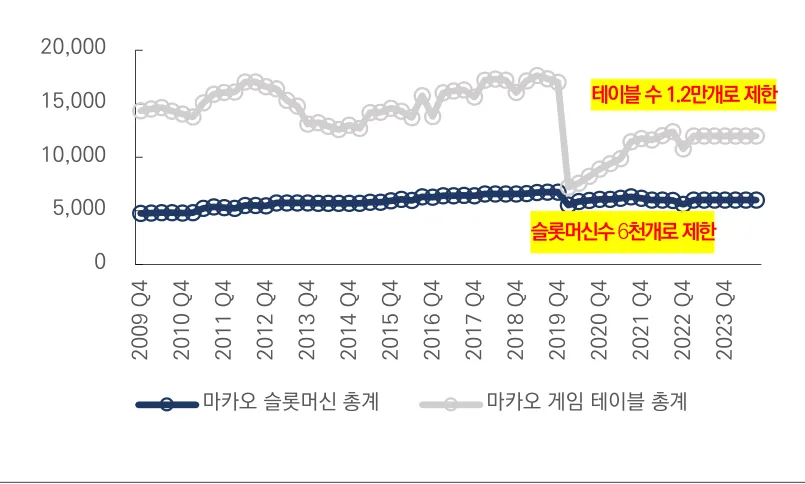 20,000
15,000
10,000
5,000
0
테이블 수 1.2만개로 제한
슬롯머신수 6천개로 제한
2009 Q4
2010 Q4
2011 Q4
2012 Q4
2013 Q4
2014 Q4
2015 Q4
2016 Q4
2017 Q4
2018 Q4
2019 Q4
2020 Q4
2021 Q4
2022 Q4
2023 Q4
마카오 슬롯머신 총계
마카오 게임 테이블 총계